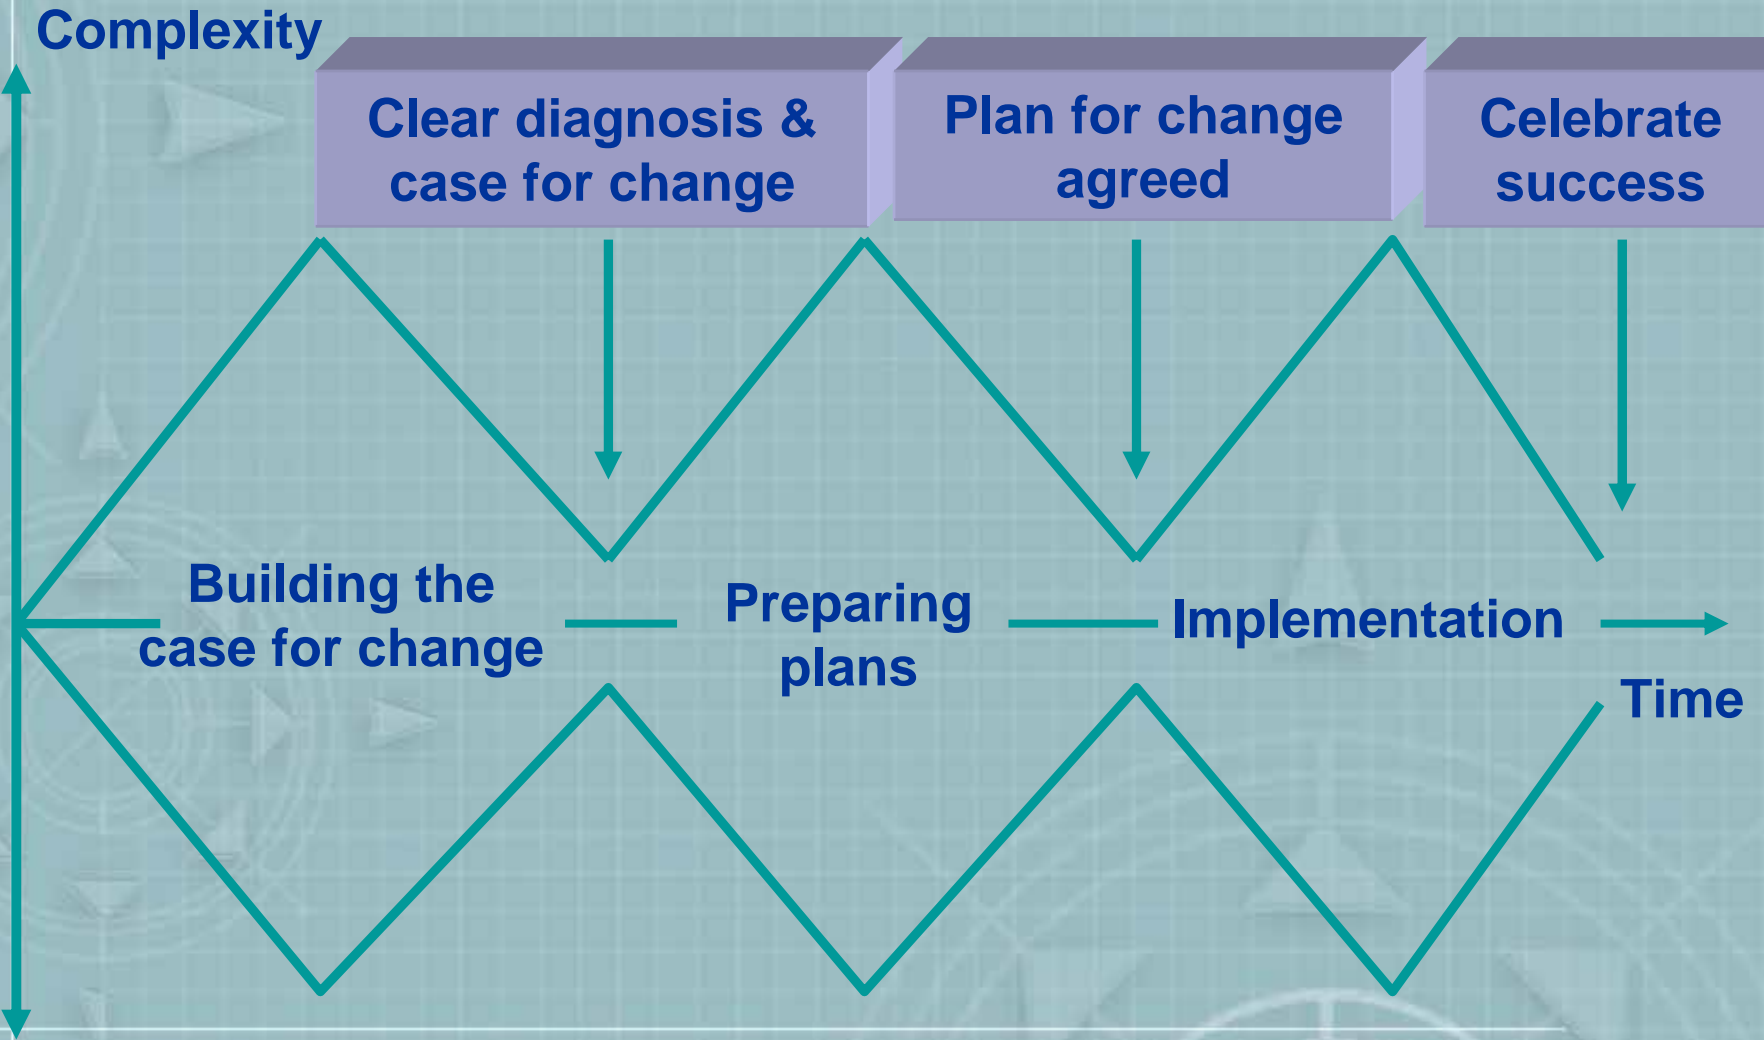 Complexity
Clear diagnosis &
case for change
Plan for change
agreed
Celebrate
success
Building the
case for change
Preparing
plans
Implementation
Time